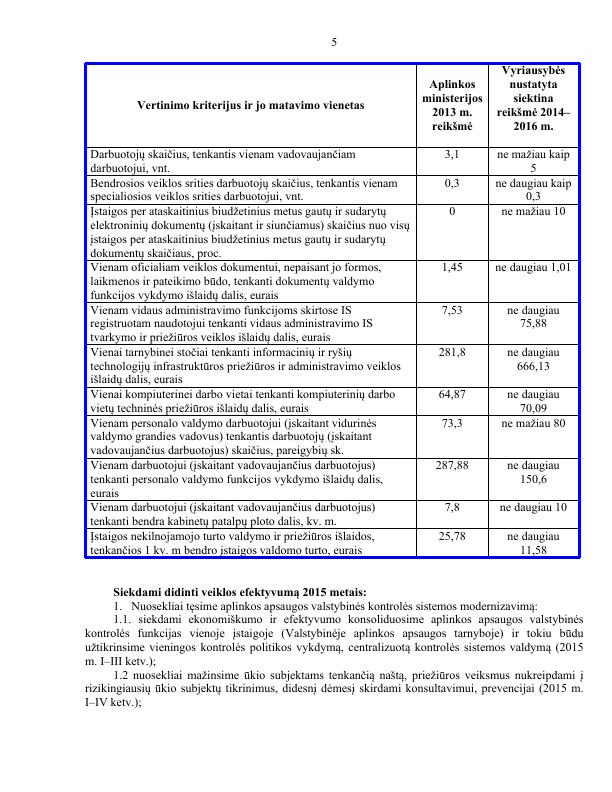 5
Vertinimo kriterijus ir jo matavimo vienetas
Aplinkos
ministerijos
2013 m.
reikšmė
Vyriausybės
nustatyta
siektina
reikšmė 2014–
2016 m.
Darbuotojų skaičius, tenkantis vienam vadovaujančiam
darbuotojui, vnt.
3,1
ne mažiau kaip
5
Bendrosios veiklos srities darbuotojų skaičius, tenkantis vienam
specialiosios veiklos srities darbuotojui, vnt.
0,3
ne daugiau kaip
0,3
Įstaigos per ataskaitinius biudžetinius metus gautų ir sudarytų
elektroninių dokumentų (įskaitant ir siunčiamus) skaičius nuo visų
įstaigos per ataskaitinius biudžetinius metus gautų ir sudarytų
dokumentų skaičiaus, proc.
0
ne mažiau 10
Vienam oficialiam veiklos dokumentui, nepaisant jo formos,
laikmenos ir pateikimo būdo, tenkanti dokumentų valdymo
funkcijos vykdymo išlaidų dalis, eurais
1,45
ne daugiau 1,01
Vienam vidaus administravimo funkcijoms skirtose IS
registruotam naudotojui tenkanti vidaus administravimo IS
tvarkymo ir priežiūros veiklos išlaidų dalis, eurais
7,53
ne daugiau
75,88
Vienai tarnybinei stočiai tenkanti informacinių ir ryšių
technologijų infrastruktūros priežiūros ir administravimo veiklos
išlaidų dalis, eurais
281,8
ne daugiau
666,13
Vienai kompiuterinei darbo vietai tenkanti kompiuterinių darbo
vietų techninės priežiūros išlaidų dalis, eurais
64,87
ne daugiau
70,09
Vienam personalo valdymo darbuotojui (įskaitant vidurinės
valdymo grandies vadovus) tenkantis darbuotojų (įskaitant
vadovaujančius darbuotojus) skaičius, pareigybių sk.
73,3
ne mažiau 80
Vienam darbuotojui (įskaitant vadovaujančius darbuotojus)
tenkanti personalo valdymo funkcijos vykdymo išlaidų dalis,
eurais
287,88
ne daugiau
150,6
Vienam darbuotojui (įskaitant vadovaujančius darbuotojus)
tenkanti bendra kabinetų patalpų ploto dalis, kv. m.
7,8
ne daugiau 10
Įstaigos nekilnojamojo turto valdymo ir priežiūros išlaidos,
tenkančios 1 kv. m bendro įstaigos valdomo turto, eurais
25,78
ne daugiau
11,58
Siekdami didinti veiklos efektyvumą 2015 metais:
1. Nuosekliai tęsime aplinkos apsaugos valstybinės kontrolės sistemos modernizavimą:
1.1. siekdami ekonomiškumo ir efektyvumo konsoliduosime aplinkos apsaugos valstybinės
kontrolės funkcijas vienoje įstaigoje (Valstybinėje aplinkos apsaugos tarnyboje) ir tokiu būdu
užtikrinsime vieningos kontrolės politikos vykdymą, centralizuotą kontrolės sistemos valdymą (2015
m. I–III ketv.);
1.2 nuosekliai mažinsime ūkio subjektams tenkančią naštą, priežiūros veiksmus nukreipdami į
rizikingiausių ūkio subjektų tikrinimus, didesnį dėmesį skirdami konsultavimui, prevencijai (2015 m.
I–IV ketv.);